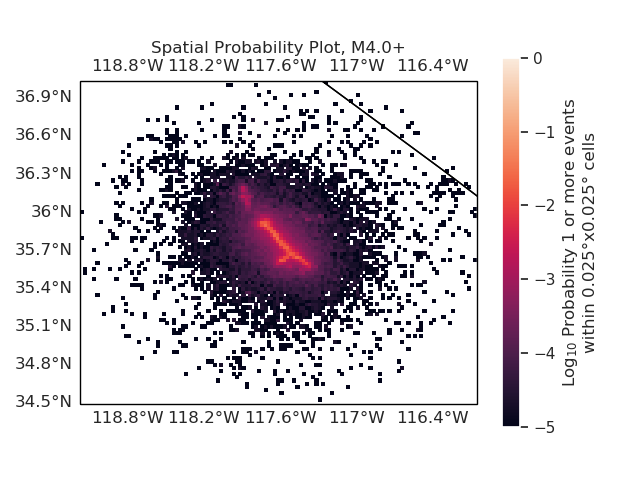 Spatial Probability Plot, M4.0+
118.8°W 118.2°W 117.6°W 117°W 116.4°W
36.9°N
36.6°N
36.3°N
36°N
35.7°N
35.4°N
35.1°N
34.8°N
34.5°N
118.8°W 118.2°W 117.6°W 117°W 116.4°W
0
−1
−2
−3
−4
−5
Log₁₀ Probability 1 or more events
within 0.025°x0.025° cells